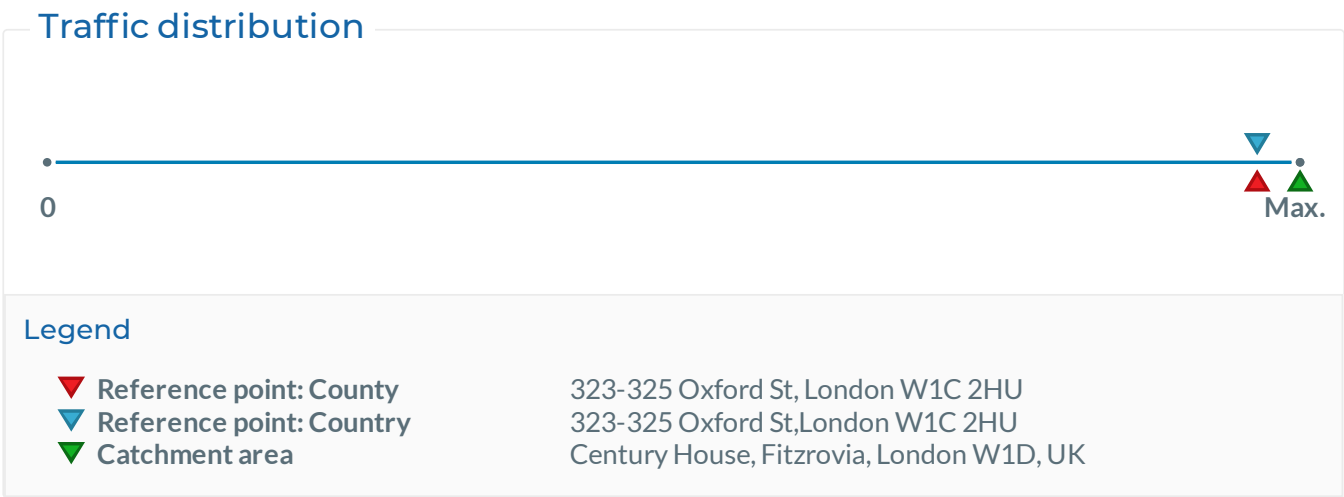 Traffic distribution
0
Max.
Legend
Reference point: County 323-325 Oxford St, London W1C 2HU
Reference point: Country 323-325 Oxford St,London W1C 2HU
Catchment area Century House, Fitzrovia, London W1D, UK